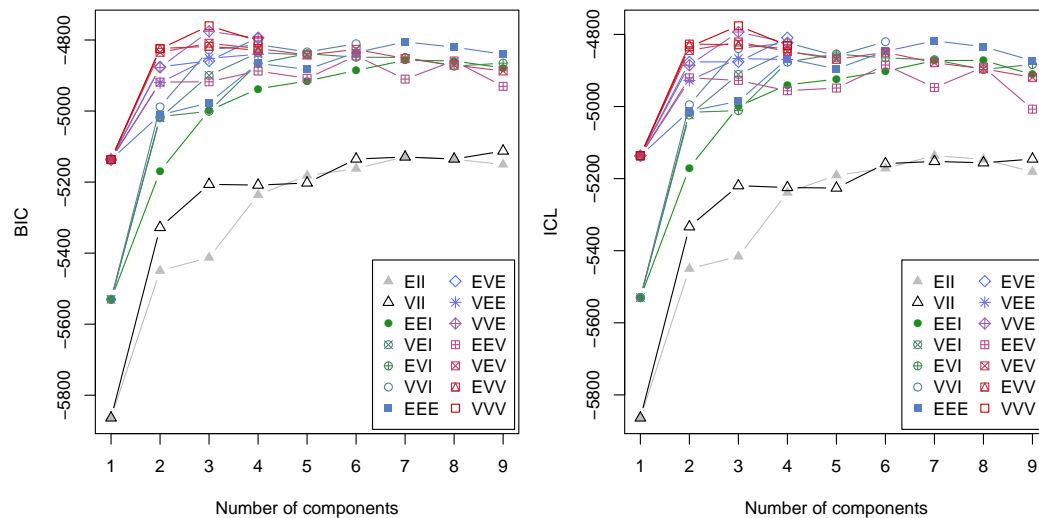 BIC
−4800
−5000
−5200
−5400
−5600
−5800
1 2 3 4 5 6 7 8 9
Number of components
EII EVE
VII VEE
EEI VVE
VEI EEV
EVI VEV
VVI EVV
EEE VVV
ICL
−4800
−5000
−5200
−5400
−5600
−5800
1 2 3 4 5 6 7 8 9
Number of components
EII EVE
VII VEE
EEI VVE
VEI EEV
EVI VEV
VVI EVV
EEE VVV